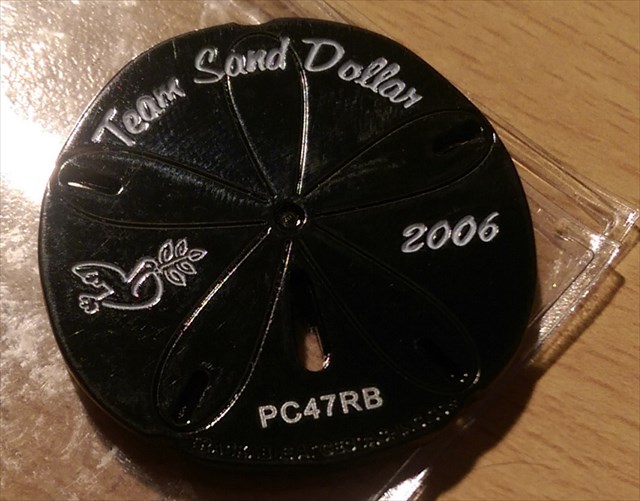 Team Sand Dollar
2006
PC47RB